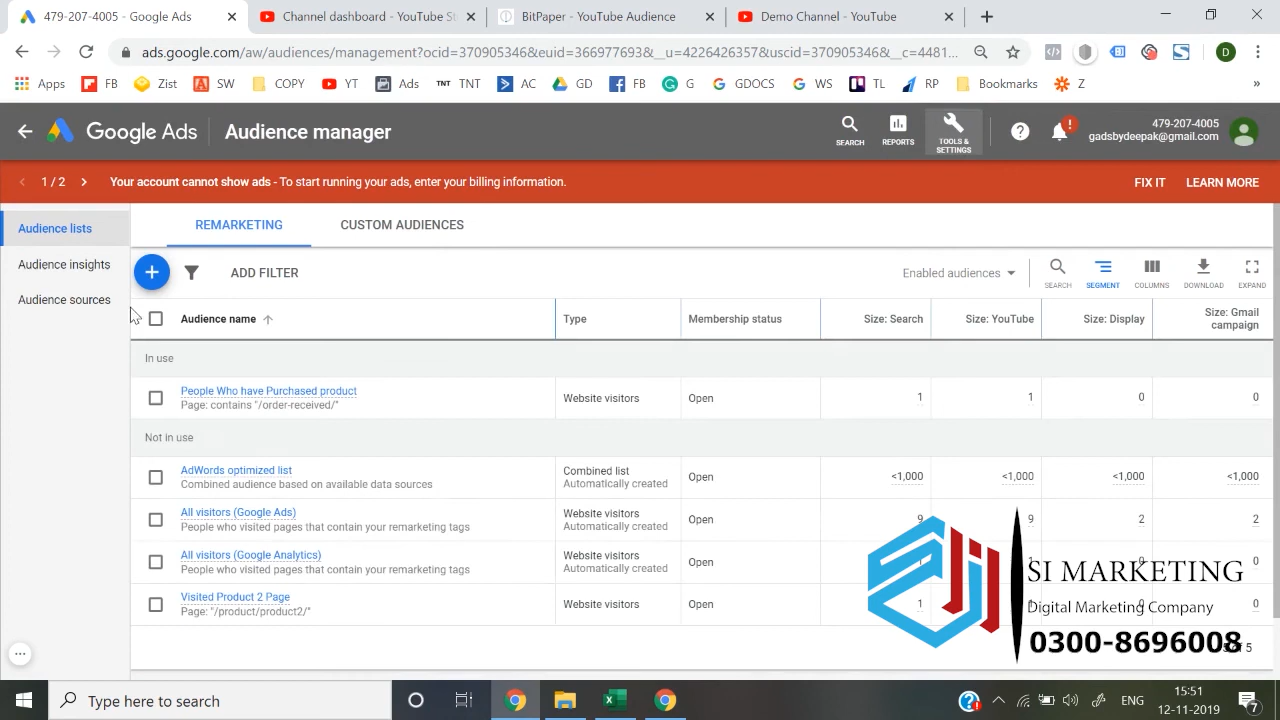 479-207-4005 - Google Ads
Channel dashboard - YouTube S
BitPaper - YouTube Audience
Demo Channel - YouTube
ads.google.com/aw/audiences/management?ocid=370905346&euid=366977693&__u=4226426357&uscid=370905346&__c=4481...
D
Apps FB Zist SW COPY YT Ads TNT TNT AC GD FB G GDOCS WS TL RP Bookmarks Z »
Google Ads
Audience manager
SEARCH
REPORTS
TOOLS &
SETTINGS
479-207-4005
gadsbydeepak@gmail.com
1 / 2
Your account cannot show ads - To start running your ads, enter your billing information.
FIX IT
LEARN MORE
Audience lists
Audience insights
Audience sources
REMARKETING
CUSTOM AUDIENCES
ADD FILTER
Enabled audiences
SEARCH
SEGMENT
COLUMNS
DOWNLOAD
EXPAND
Audience name
Type
Membership status
Size: Search
Size: YouTube
Size: Display
Size: Gmail
campaign
In use
People Who have Purchased product
Page: contains "/order-received/"
Website visitors
Open
1
1
0
0
Not in use
AdWords optimized list
Combined audience based on available data sources
Combined list
Automatically created
Open
<1,000
<1,000
<1,000
<1,000
All visitors (Google Ads)
People who visited pages that contain your remarketing tags
Website visitors
Automatically created
Open
9
9
2
2
All visitors (Google Analytics)
People who visited pages that contain your remarketing tags
Website visitors
Automatically created
Open
0
Visited Product 2 Page
Page: "/product/product2/"
Website visitors
Open
1
1
0
0
SI MARKETING
Digital Marketing Company
0300-8696008
of 5
Type here to search
ENG
15:51
12-11-2019
7